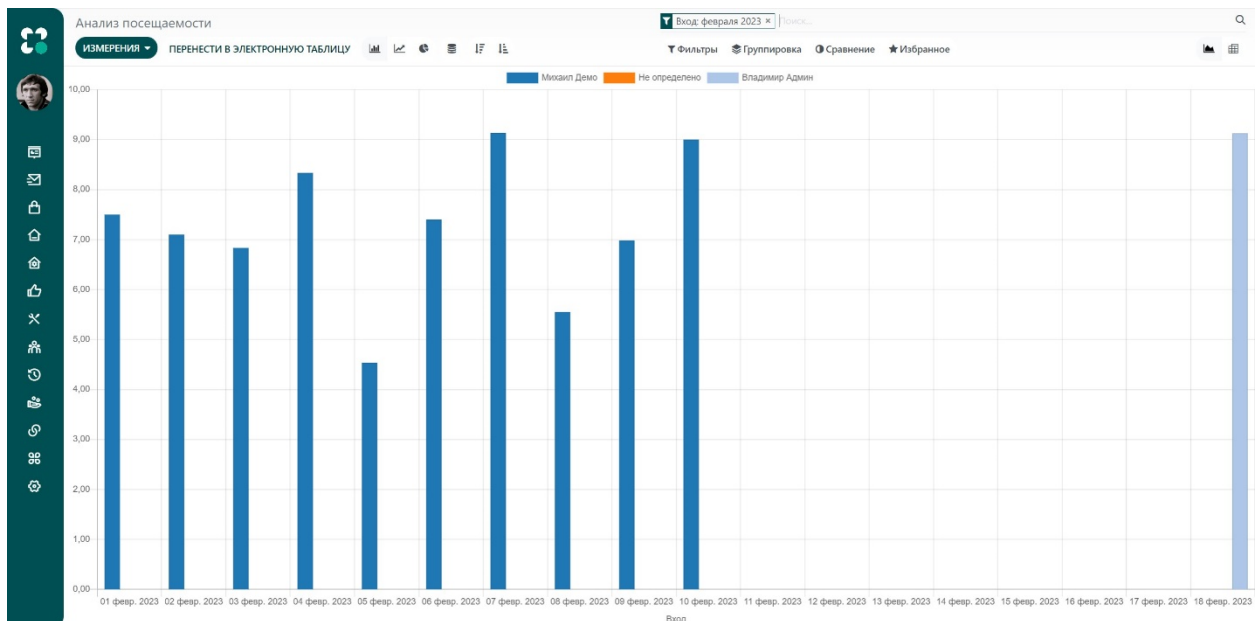 Анализ посещаемости
Вход: февраля 2023 ×
Поиск...
ИЗМЕРЕНИЯ
ПЕРЕНЕСТИ В ЭЛЕКТРОННУЮ ТАБЛИЦУ
Фильтры
Группировка
Сравнение
Избранное
Михаил Демо
Не определено
Владимир Админ
10,00
9,00
8,00
7,00
6,00
5,00
4,00
3,00
2,00
1,00
0,00
01 февр. 2023 02 февр. 2023 03 февр. 2023 04 февр. 2023 05 февр. 2023 06 февр. 2023 07 февр. 2023 08 февр. 2023 09 февр. 2023 10 февр. 2023 11 февр. 2023 12 февр. 2023 13 февр. 2023 14 февр. 2023 15 февр. 2023 16 февр. 2023 17 февр. 2023 18 февр. 2023
Вход